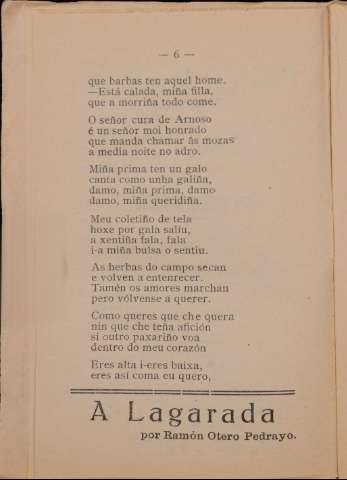 — 6 —
que barbas ten aquel home.
—Está calada, miña filla,
que a morriña todo come.
O señor cura de Arnoso
é un señor moi honrado
que manda chamar ás mozas
a media noite no adro.
Miña prima ten un galo
canta como unha galiña,
damo, miña prima, damo
damo, miña queridiña.
Meu coletiño de tela
hoxe por gala saliu,
a xentiña fala, fala
i-a miña bulsa o sentiu.
As herbas do campo secan
e volven a entenrecer.
Tamén os amores marchan
pero vólvense a querer.
Como queres que che quera
nin que che teña afición
si outro paxariño voa
dentro do meu corazón
Eres alta i-eres baixa,
eres así coma eu quero,
A Lagarada
por Ramón Otero Pedrayo.